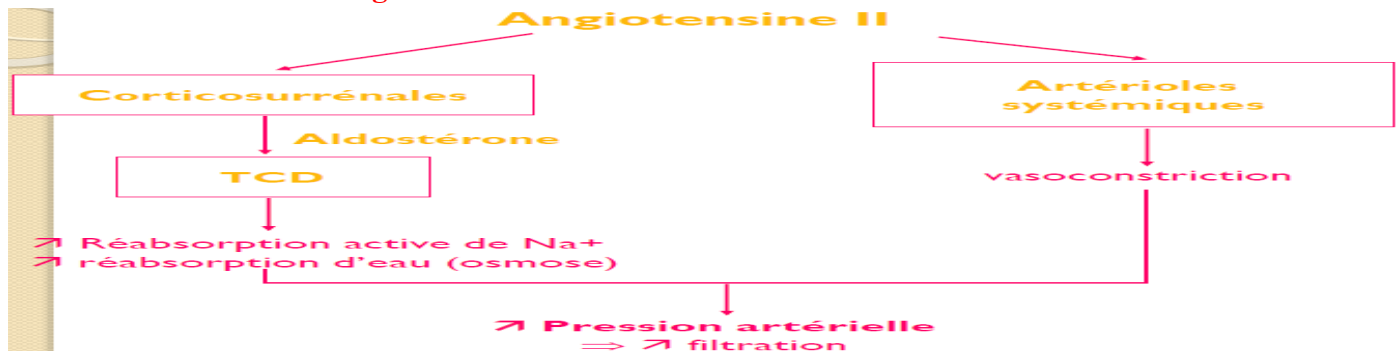 Angiotensine II
Corticosurrénales
Artérioles
systémiques
Aldostérone
TCD
vasoconstriction
↗ Réabsorption active de Na+
↗ réabsorption d'eau (osmose)
↗ Pression artérielle
⇒ ↗ filtration